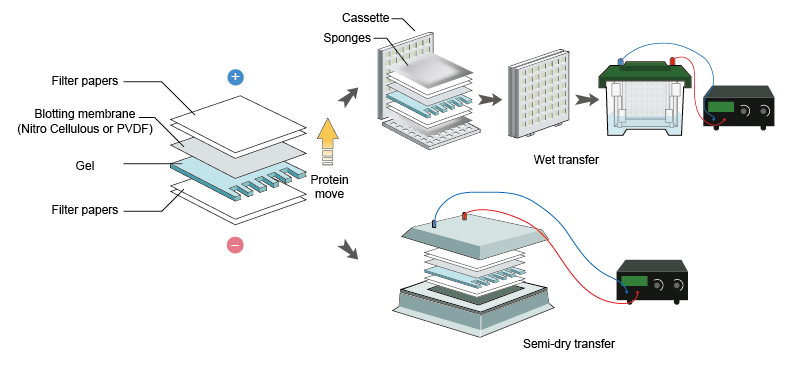 Cassette
Sponges
+
Filter papers
Blotting membrane
(Nitro Cellulous or PVDF)
Gel
Protein
move
Filter papers
−
Wet transfer
Semi-dry transfer